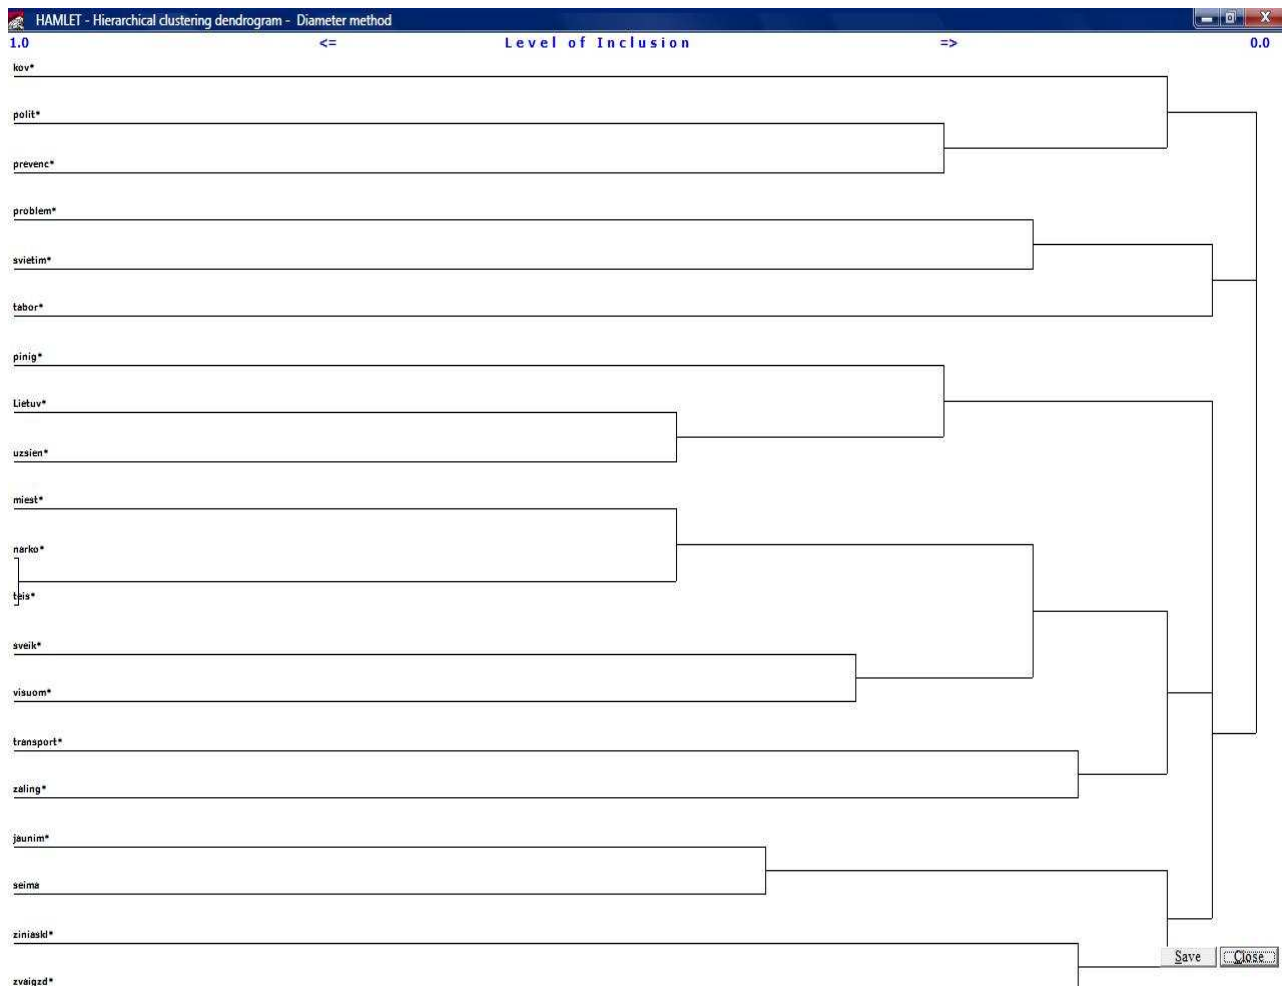 HAMLET - Hierarchical clustering dendrogram - Diameter method
1.0 <= Level of Inclusion => 0.0
kov*
polit*
prevenc*
problem*
svietim*
tabor*
pinig*
Lietuv*
uzsien*
miest*
narko*
teis*
sveik*
visuom*
transport*
zaling*
jaunim*
seima
ziniaskl*
Save Close
zvaigzd*